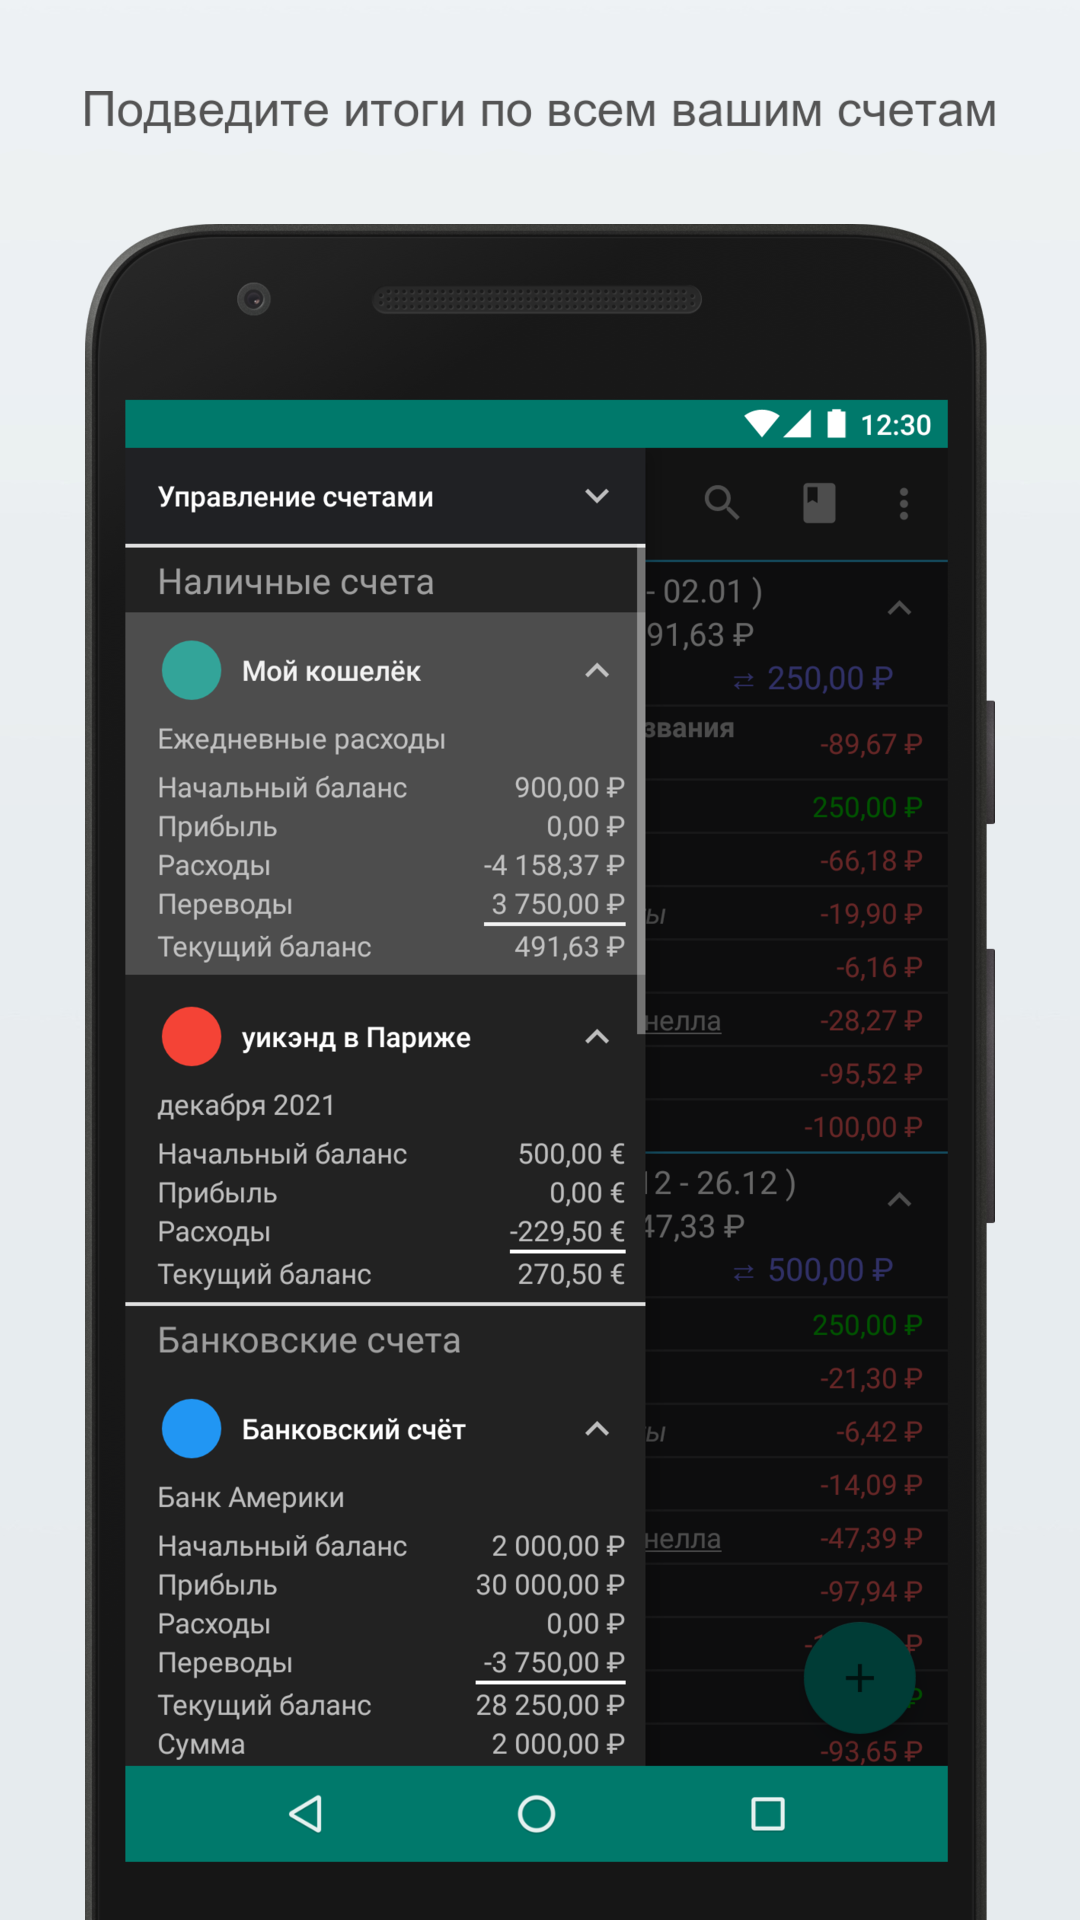 Подведите итоги по всем вашим счетам
12:30
Управление счетами
Наличные счета
Мой кошелёк
Ежедневные расходы
Начальный баланс 900,00 ₽
Прибыль 0,00 ₽
Расходы -4 158,37 ₽
Переводы 3 750,00 ₽
Текущий баланс 491,63 ₽
уикэнд в Париже
декабря 2021
Начальный баланс 500,00 €
Прибыль 0,00 €
Расходы -229,50 €
Текущий баланс 270,50 €
Банковские счета
Банковский счёт
Банк Америки
Начальный баланс 2 000,00 ₽
Прибыль 30 000,00 ₽
Расходы 0,00 ₽
Переводы -3 750,00 ₽
Текущий баланс 28 250,00 ₽
Сумма 2 000,00 ₽
- 02.01 )
91,63 ₽
⇄ 250,00 ₽
звания -89,67 ₽
250,00 ₽
-66,18 ₽
ы -19,90 ₽
-6,16 ₽
нелла -28,27 ₽
-95,52 ₽
-100,00 ₽
12 - 26.12 )
47,33 ₽
⇄ 500,00 ₽
250,00 ₽
-21,30 ₽
ы -6,42 ₽
-14,09 ₽
нелла -47,39 ₽
-97,94 ₽
₽
₽
-93,65 ₽